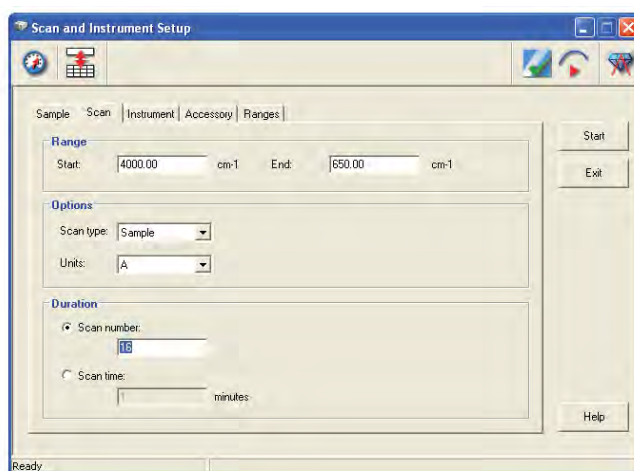 Scan and Instrument Setup
Sample Scan Instrument Accessory Ranges
Range
Start: 4000.00 cm-1 End: 650.00 cm-1
Options
Scan type: Sample
Units: A
Duration
Scan number:
16
Scan time:
1 minutes
Start
Exit
Help
Ready